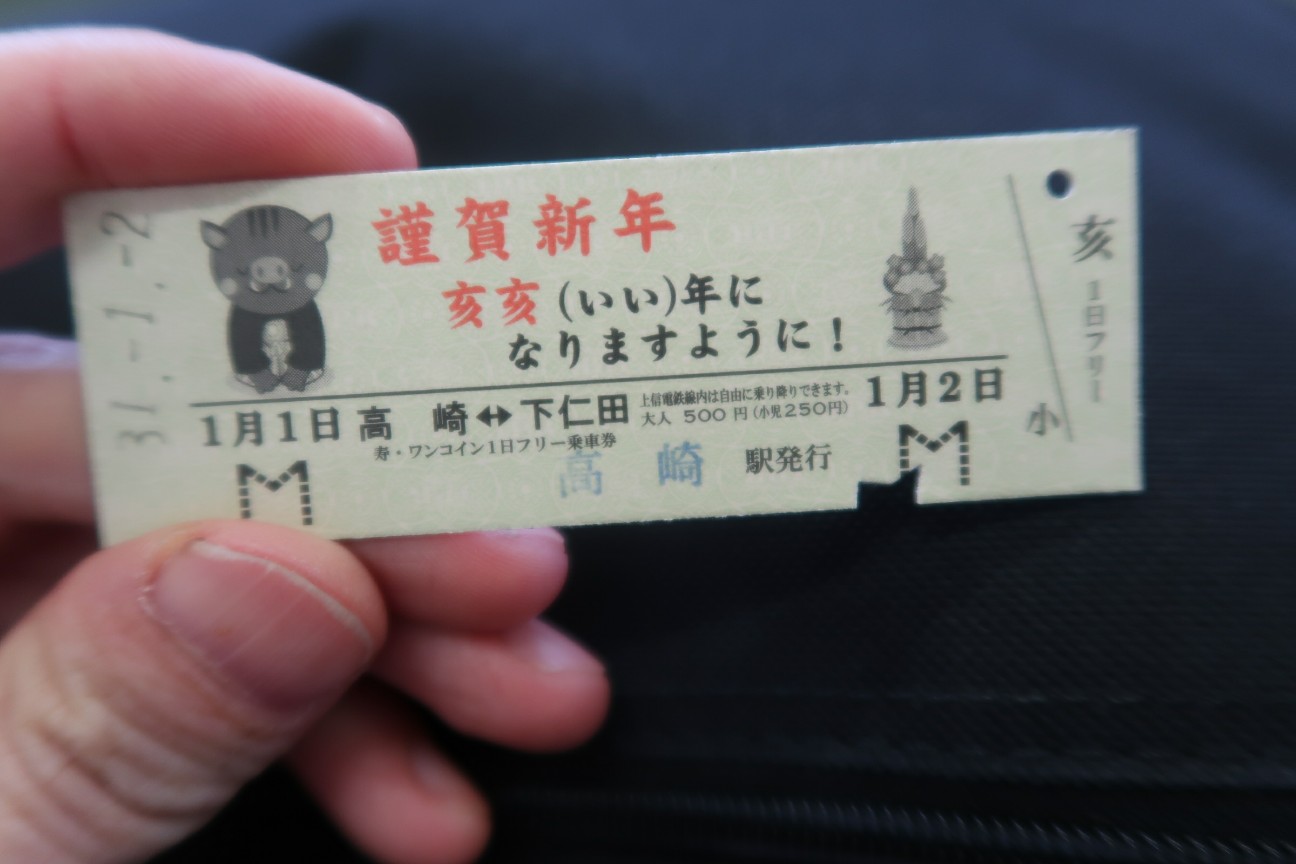 31.-1.-2
謹賀新年
亥亥(いい)年に
なりますように！
1月1日
高　崎↔下仁田
上信電鉄線内は自由に乗り降りできます。
大人 500 円(小児250円)
1月2日
寿・ワンコイン1日フリー乗車券
高　崎　駅発行
亥
1日フリー
小